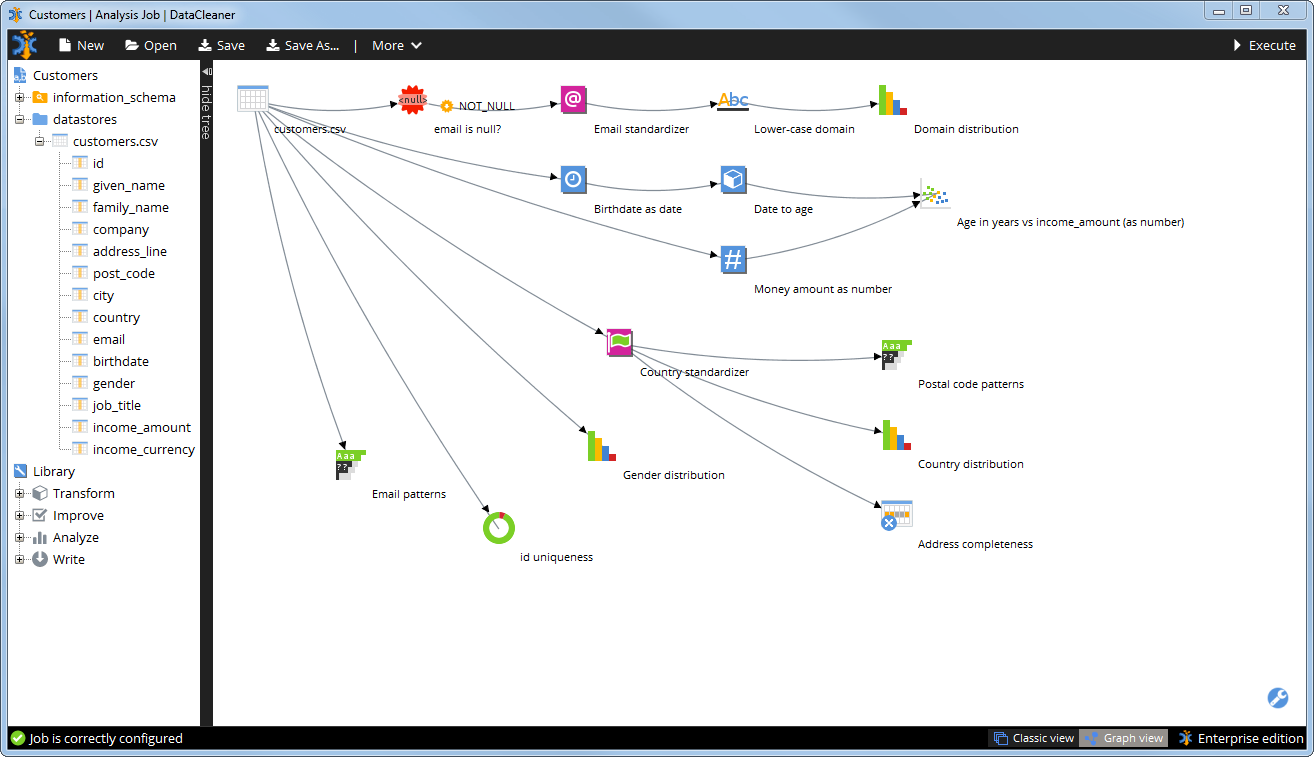 Customers | Analysis Job | DataCleaner
New Open Save Save As... | More Execute
Customers
information_schema
datastores
customers.csv
id
given_name
family_name
company
address_line
post_code
city
country
email
birthdate
gender
job_title
income_amount
income_currency
Library
Transform
Improve
Analyze
Write
hide tree
<null> NOT_NULL @ Abc
customers.csv email is null? Email standardizer Lower-case domain Domain distribution
Birthdate as date Date to age
Age in years vs income_amount (as number)
#
Money amount as number
Country standardizer
Aaa
??
Postal code patterns
Country distribution
Aaa
??
Gender distribution
Email patterns
id uniqueness
Address completeness
Job is correctly configured Classic view Graph view Enterprise edition